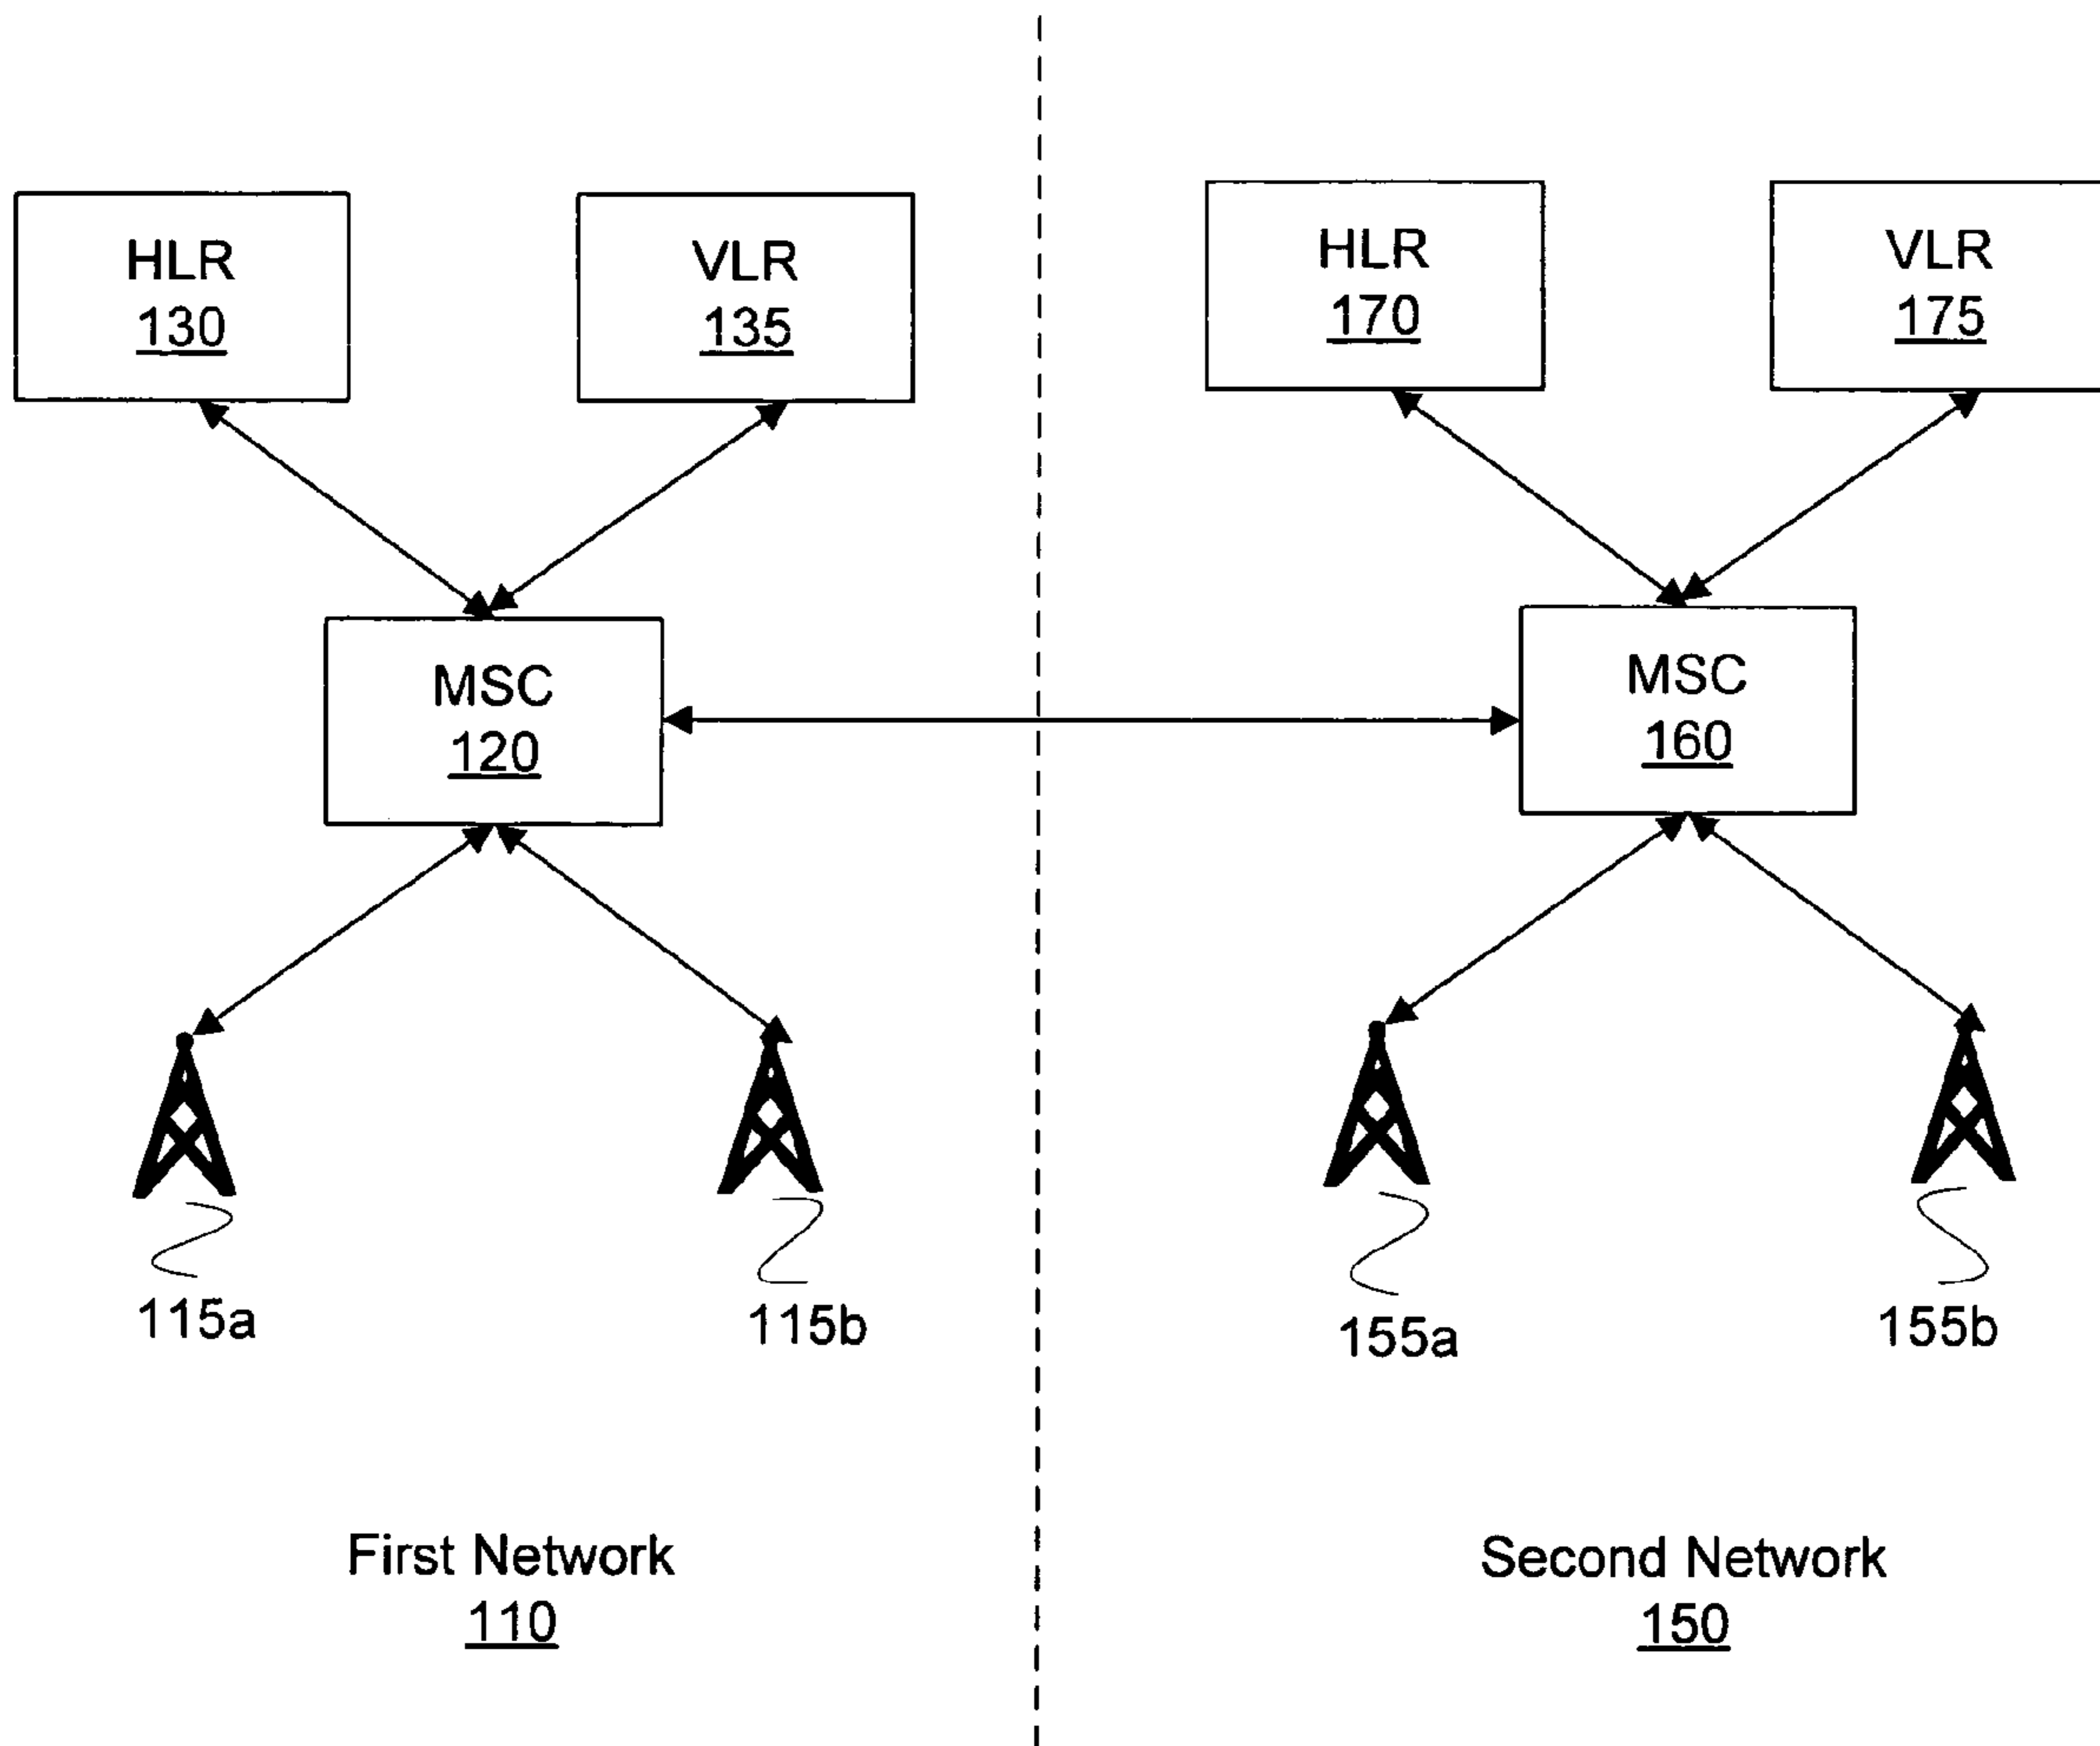 HLR
130
VLR
135
HLR
170
VLR
175
MSC
120
MSC
160
115a
115b
155a
155b
First Network
110
Second Network
150